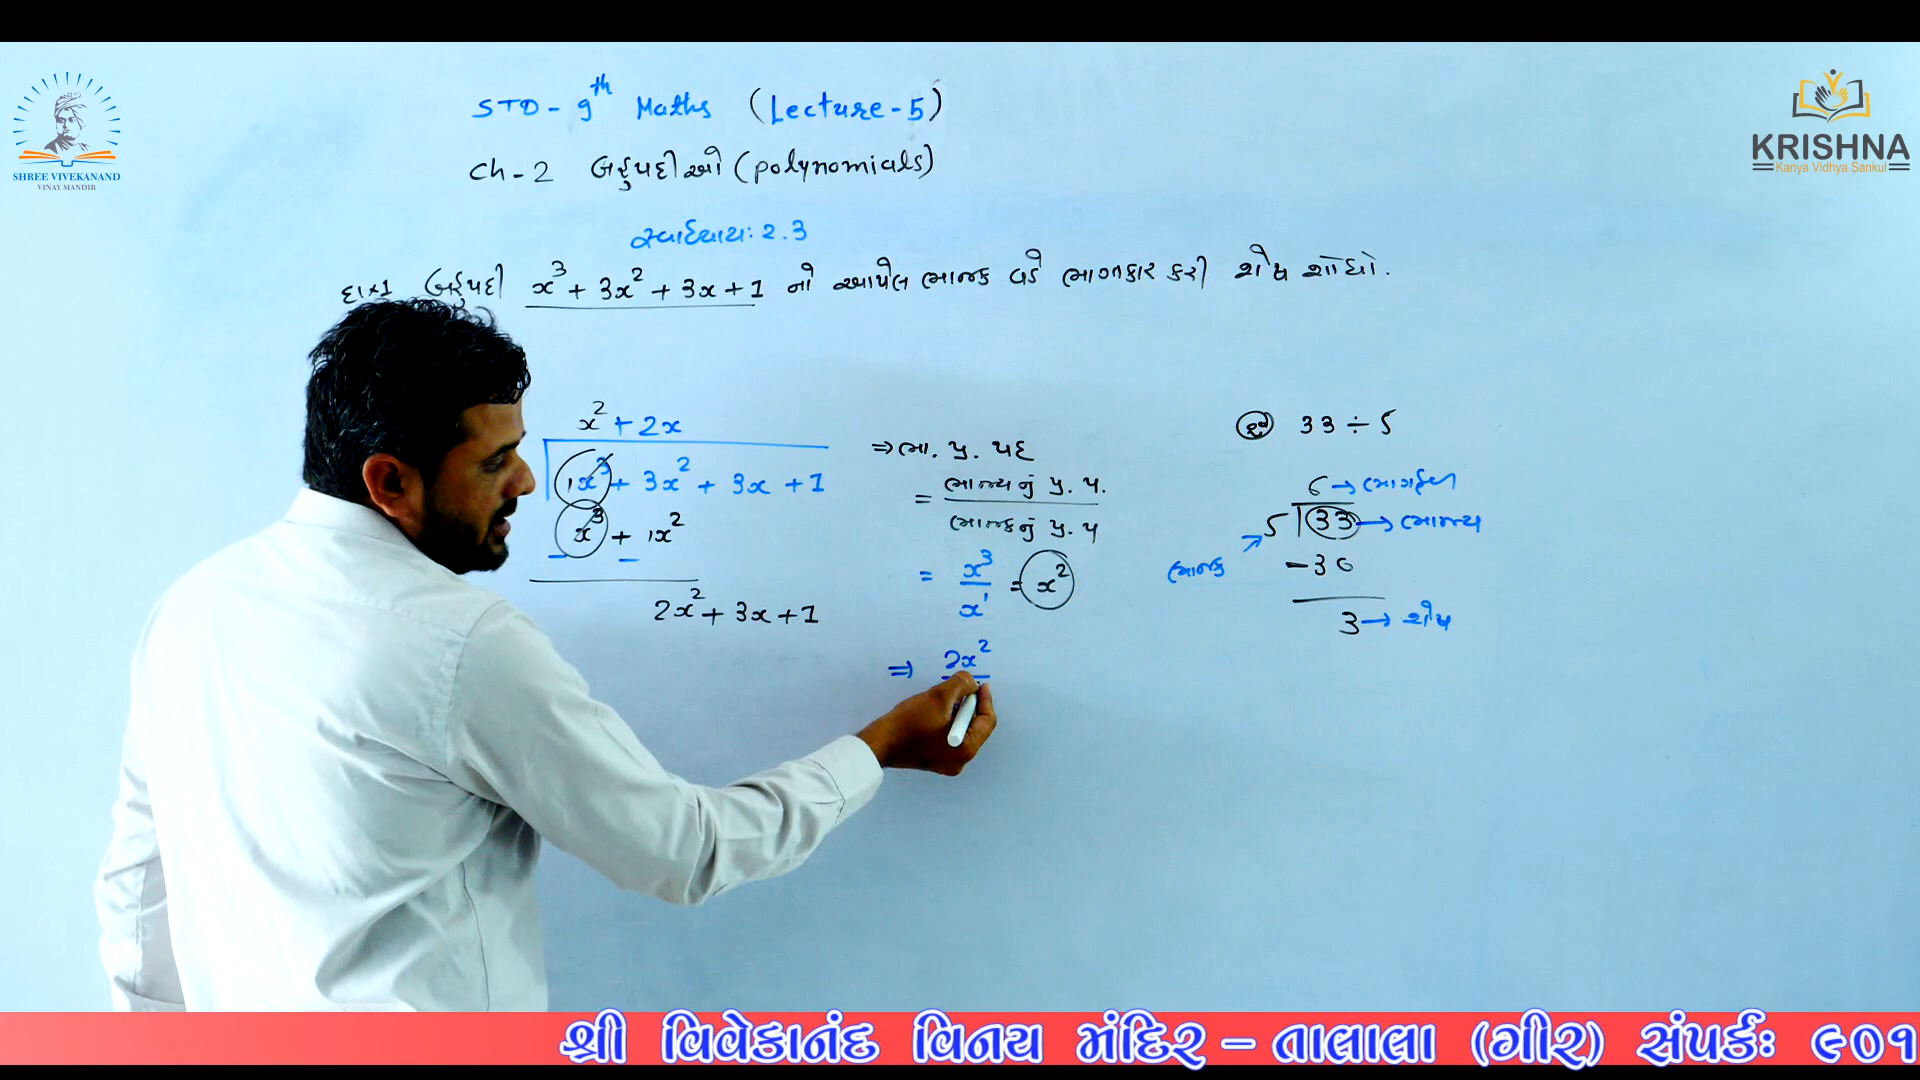 SHREE VIVEKANAND
VINAY MANDIR
KRISHNA
Kanya Vidhya Sankul
STD - 9th Maths (Lecture - 5)
Ch - 2 બહુપદીઓ (polynomials)
સ્વાધ્યાય: 2.3
દા*1 બહુપદી x³ + 3x² + 3x + 1 નો આપેલ ભાજક વડે ભાગાકાર કરી શેષ શોધો.
x² + 2x
1x³ + 3x² + 3x + 1
x³ + 1x²
– –
2x² + 3x + 1
⇒ ભા. પ્ર. પદ
= ભાજ્યનું પ્ર. પ.
ભાજકનું પ્ર. પ
= x³ = x²
x¹
⇒ 2x²
33 ÷ 5
6 → ભાગફળ
5 33 → ભાજ્ય
ભાજક
- 30
3 → શેષ
શ્રી વિવેકાનંદ વિનય મંદિર – તાલાલા (ગીર) સંપર્કઃ ૯૦૧